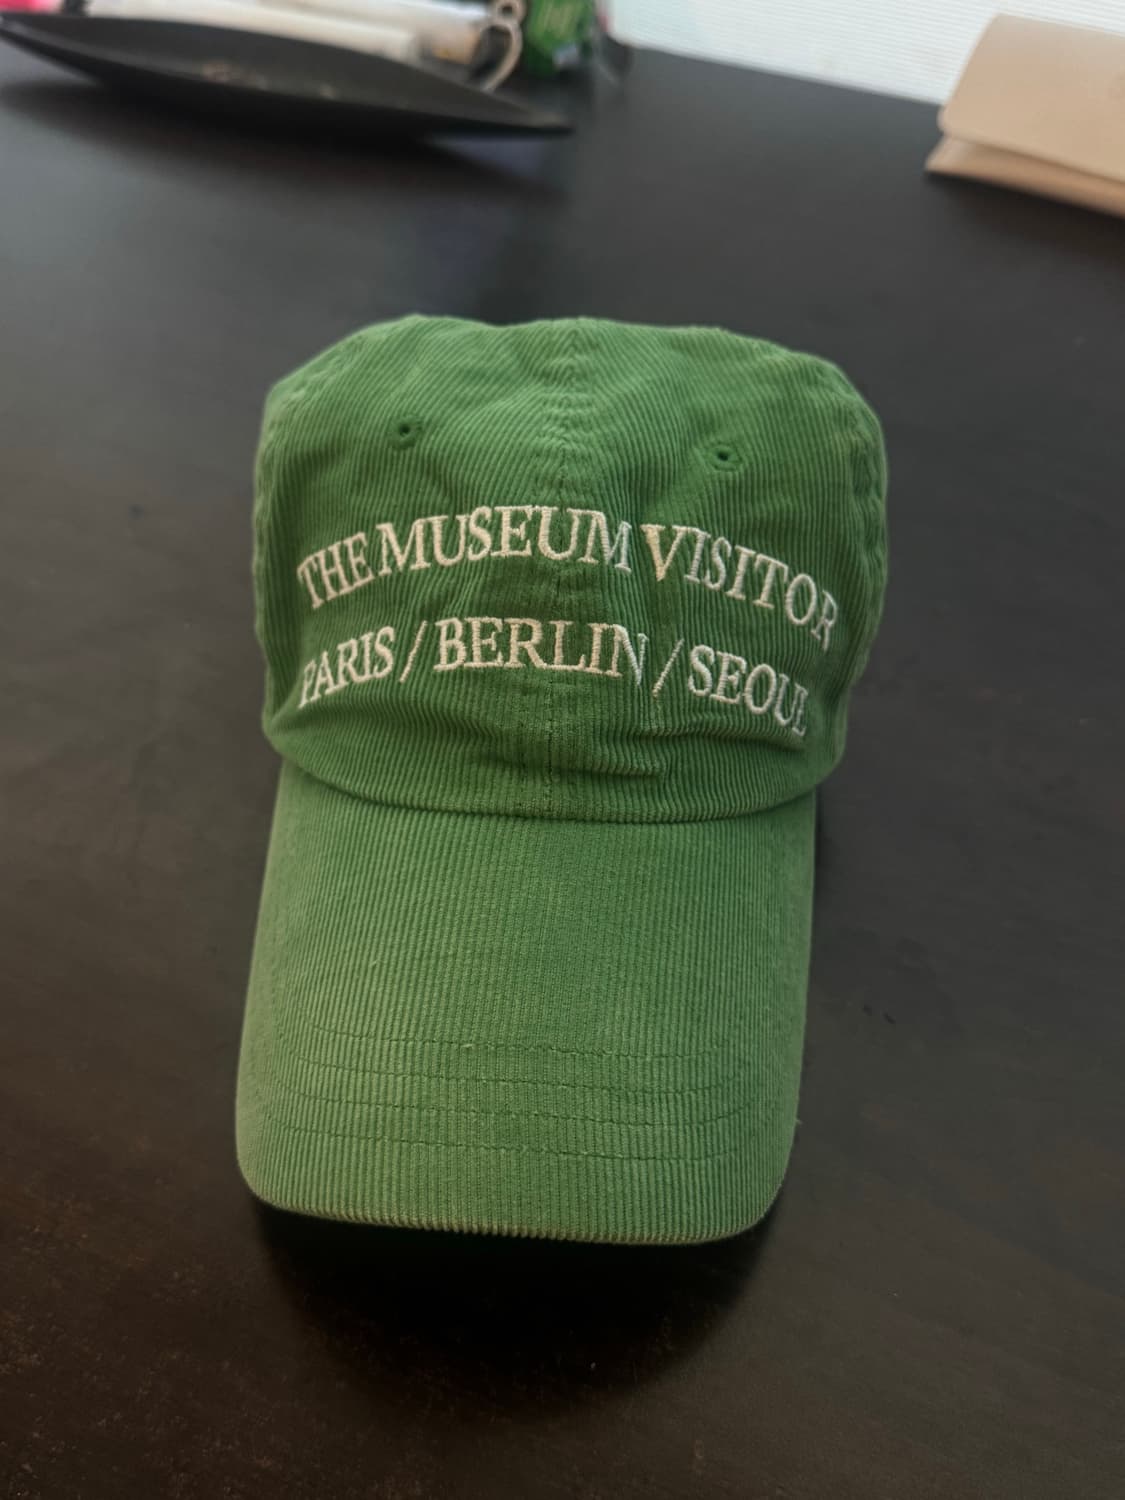 THE MUSEUM VISITOR
PARIS / BERLIN / SEOUL